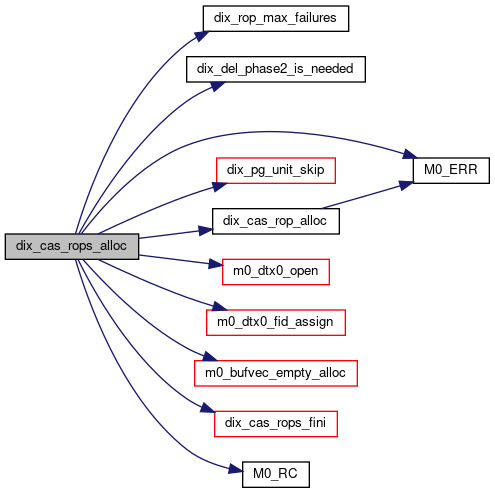 dix_rop_max_failures
dix_del_phase2_is_needed
M0_ERR
dix_pg_unit_skip
dix_cas_rop_alloc
dix_cas_rops_alloc
m0_dtx0_open
m0_dtx0_fid_assign
m0_bufvec_empty_alloc
dix_cas_rops_fini
M0_RC